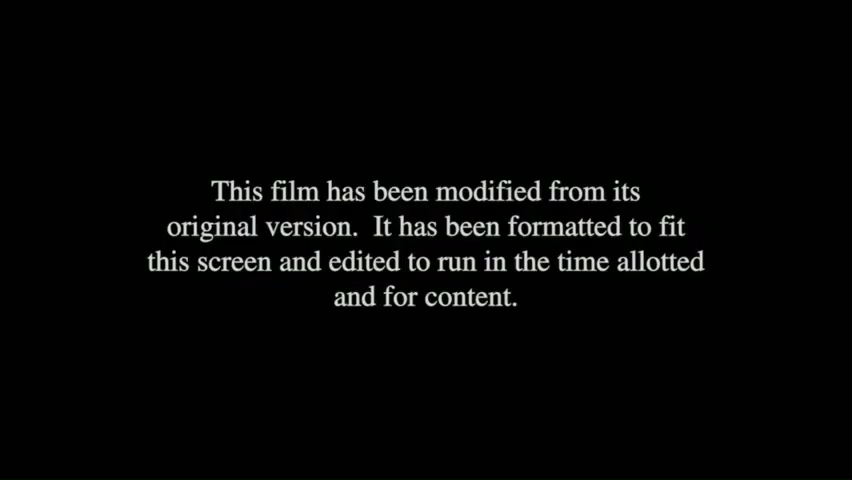 This film has been modified from its
original version.  It has been formatted to fit
this screen and edited to run in the time allotted
and for content.